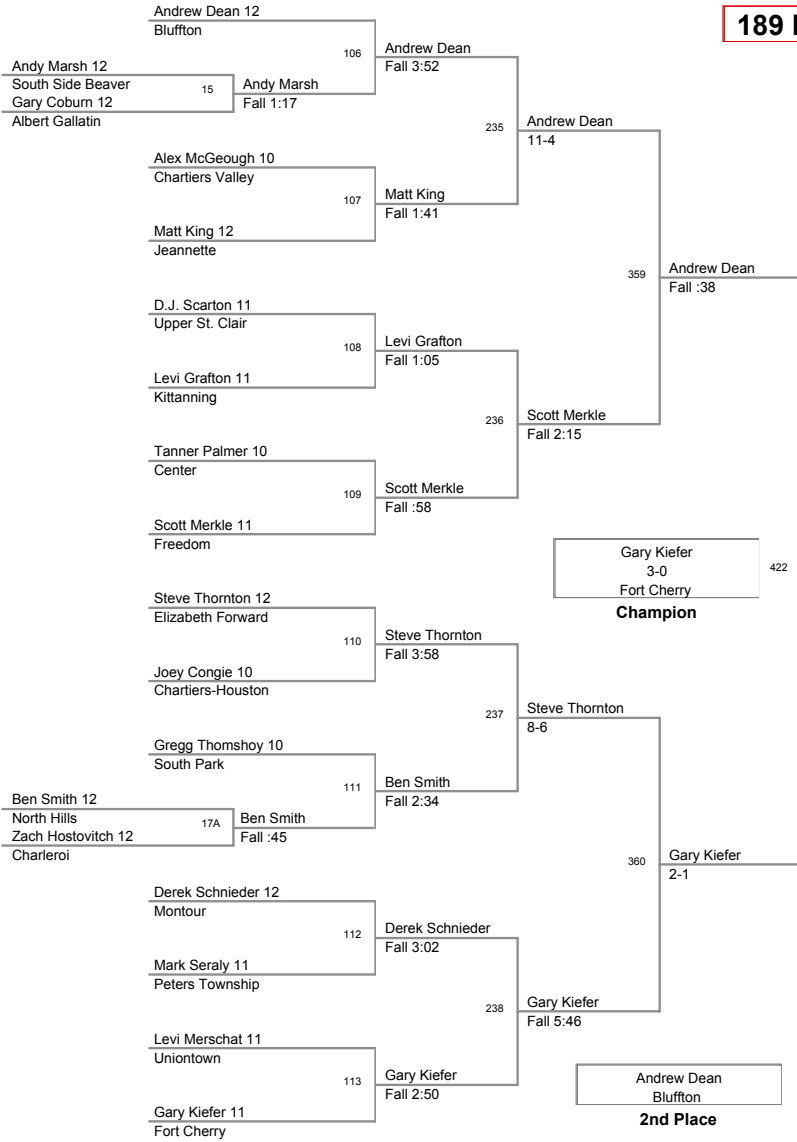 189 
Andrew Dean 12
Bluffton
106
Andrew Dean
Fall 3:52
Andy Marsh 12
South Side Beaver
15
Andy Marsh
Gary Coburn 12
Fall 1:17
Albert Gallatin
235
Andrew Dean
11-4
Alex McGeough 10
Chartiers Valley
107
Matt King
Fall 1:41
Matt King 12
Jeannette
359
Andrew Dean
Fall :38
D.J. Scarton 11
Upper St. Clair
108
Levi Grafton
Fall 1:05
Levi Grafton 11
Kittanning
236
Scott Merkle
Fall 2:15
Tanner Palmer 10
Center
109
Scott Merkle
Fall :58
Scott Merkle 11
Freedom
Gary Kiefer
3-0
Fort Cherry
422
Champion
Steve Thornton 12
Elizabeth Forward
110
Steve Thornton
Fall 3:58
Joey Congie 10
Chartiers-Houston
237
Steve Thornton
8-6
Gregg Thomshoy 10
South Park
111
Ben Smith
Fall 2:34
Ben Smith 12
North Hills
17A
Ben Smith
Zach Hostovitch 12
Fall :45
Charleroi
360
Gary Kiefer
2-1
Derek Schnieder 12
Montour
112
Derek Schnieder
Fall 3:02
Mark Seraly 11
Peters Township
238
Gary Kiefer
Fall 5:46
Levi Merschat 11
Uniontown
113
Gary Kiefer
Fall 2:50
Gary Kiefer 11
Fort Cherry
Andrew Dean
Bluffton
2nd Place